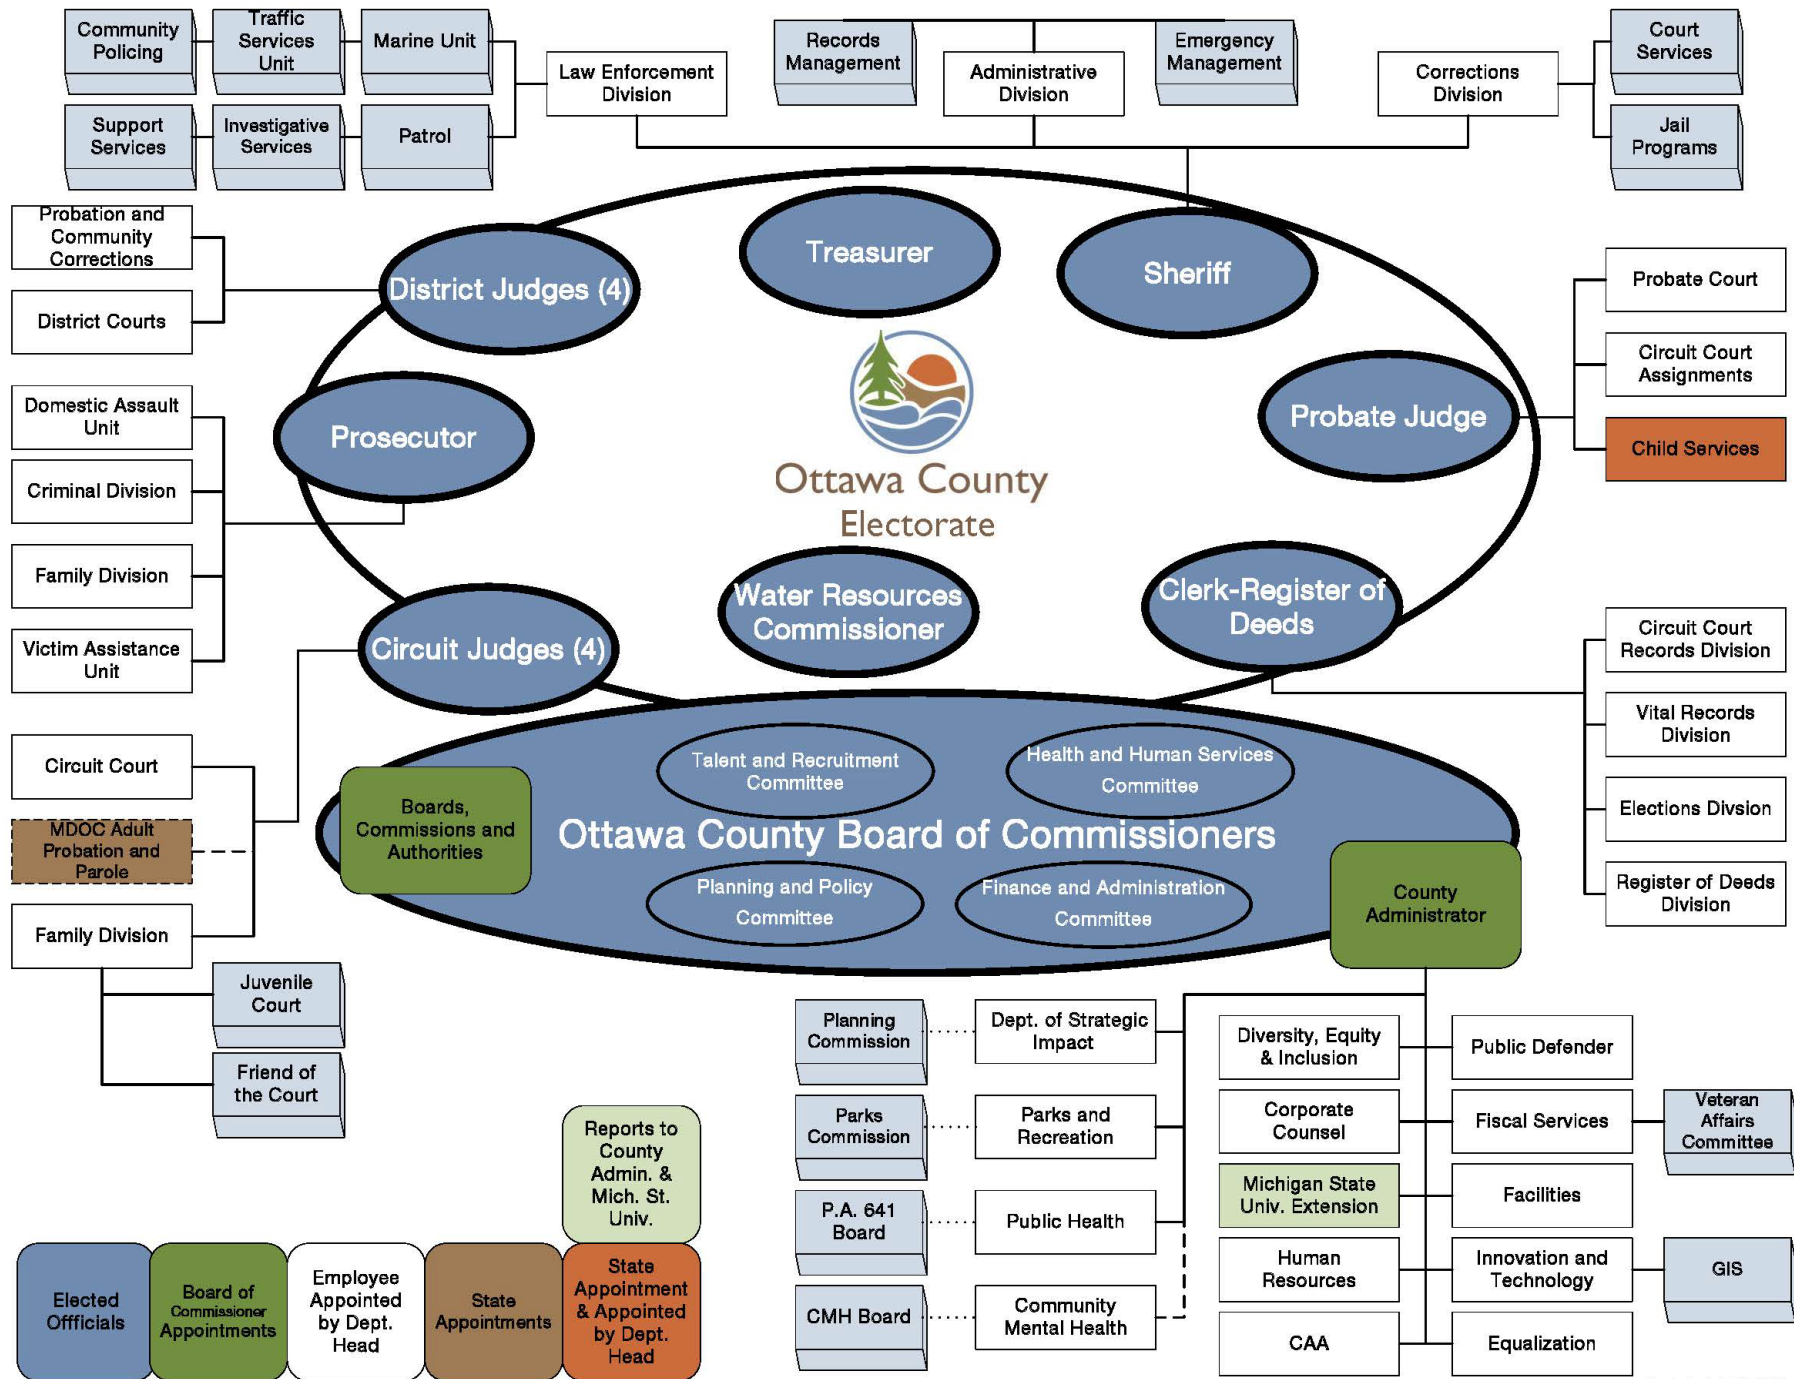 Community
Policing
Traffic
Services
Unit
Marine Unit
Law Enforcement
Division
Records
Management
Administrative
Division
Emergency
Management
Corrections
Division
Court
Services
Support
Services
Investigative
Services
Patrol
Jail
Programs
Probation and
Community
Corrections
District Courts
District Judges (4)
Treasurer
Sheriff
Probate Court
Circuit Court
Assignments
Child Services
Domestic Assault
Unit
Criminal Division
Family Division
Victim Assistance
Unit
Prosecutor
Probate Judge
Ottawa County
Electorate
Circuit Judges (4)
Water Resources
Commissioner
Clerk-Register of
Deeds
Circuit Court
Records Division
Vital Records
Division
Elections Divsion
Register of Deeds
Division
Circuit Court
MDOC Adult
Probation and
Parole
Family Division
Juvenile
Court
Friend of
the Court
Talent and Recruitment
Committee
Health and Human Services
Committee
Boards,
Commissions and
Authorities
Ottawa County Board of Commissioners
Planning and Policy
Committee
Finance and Administration
Committee
County
Administrator
Planning
Commission
Dept. of Strategic
Impact
Parks
Commission
Parks and
Recreation
P.A. 641
Board
Public Health
CMH Board
Community
Mental Health
Diversity, Equity
& Inclusion
Public Defender
Corporate
Counsel
Fiscal Services
Veteran
Affairs
Committee
Michigan State
Univ. Extension
Facilities
Human
Resources
Innovation and
Technology
GIS
CAA
Equalization
Reports to
County
Admin. &
Mich. St.
Univ.
Elected
Offficials
Board of
Commissioner
Appointments
Employee
Appointed
by Dept.
Head
State
Appointments
State
Appointment
& Appointed
by Dept.
Head